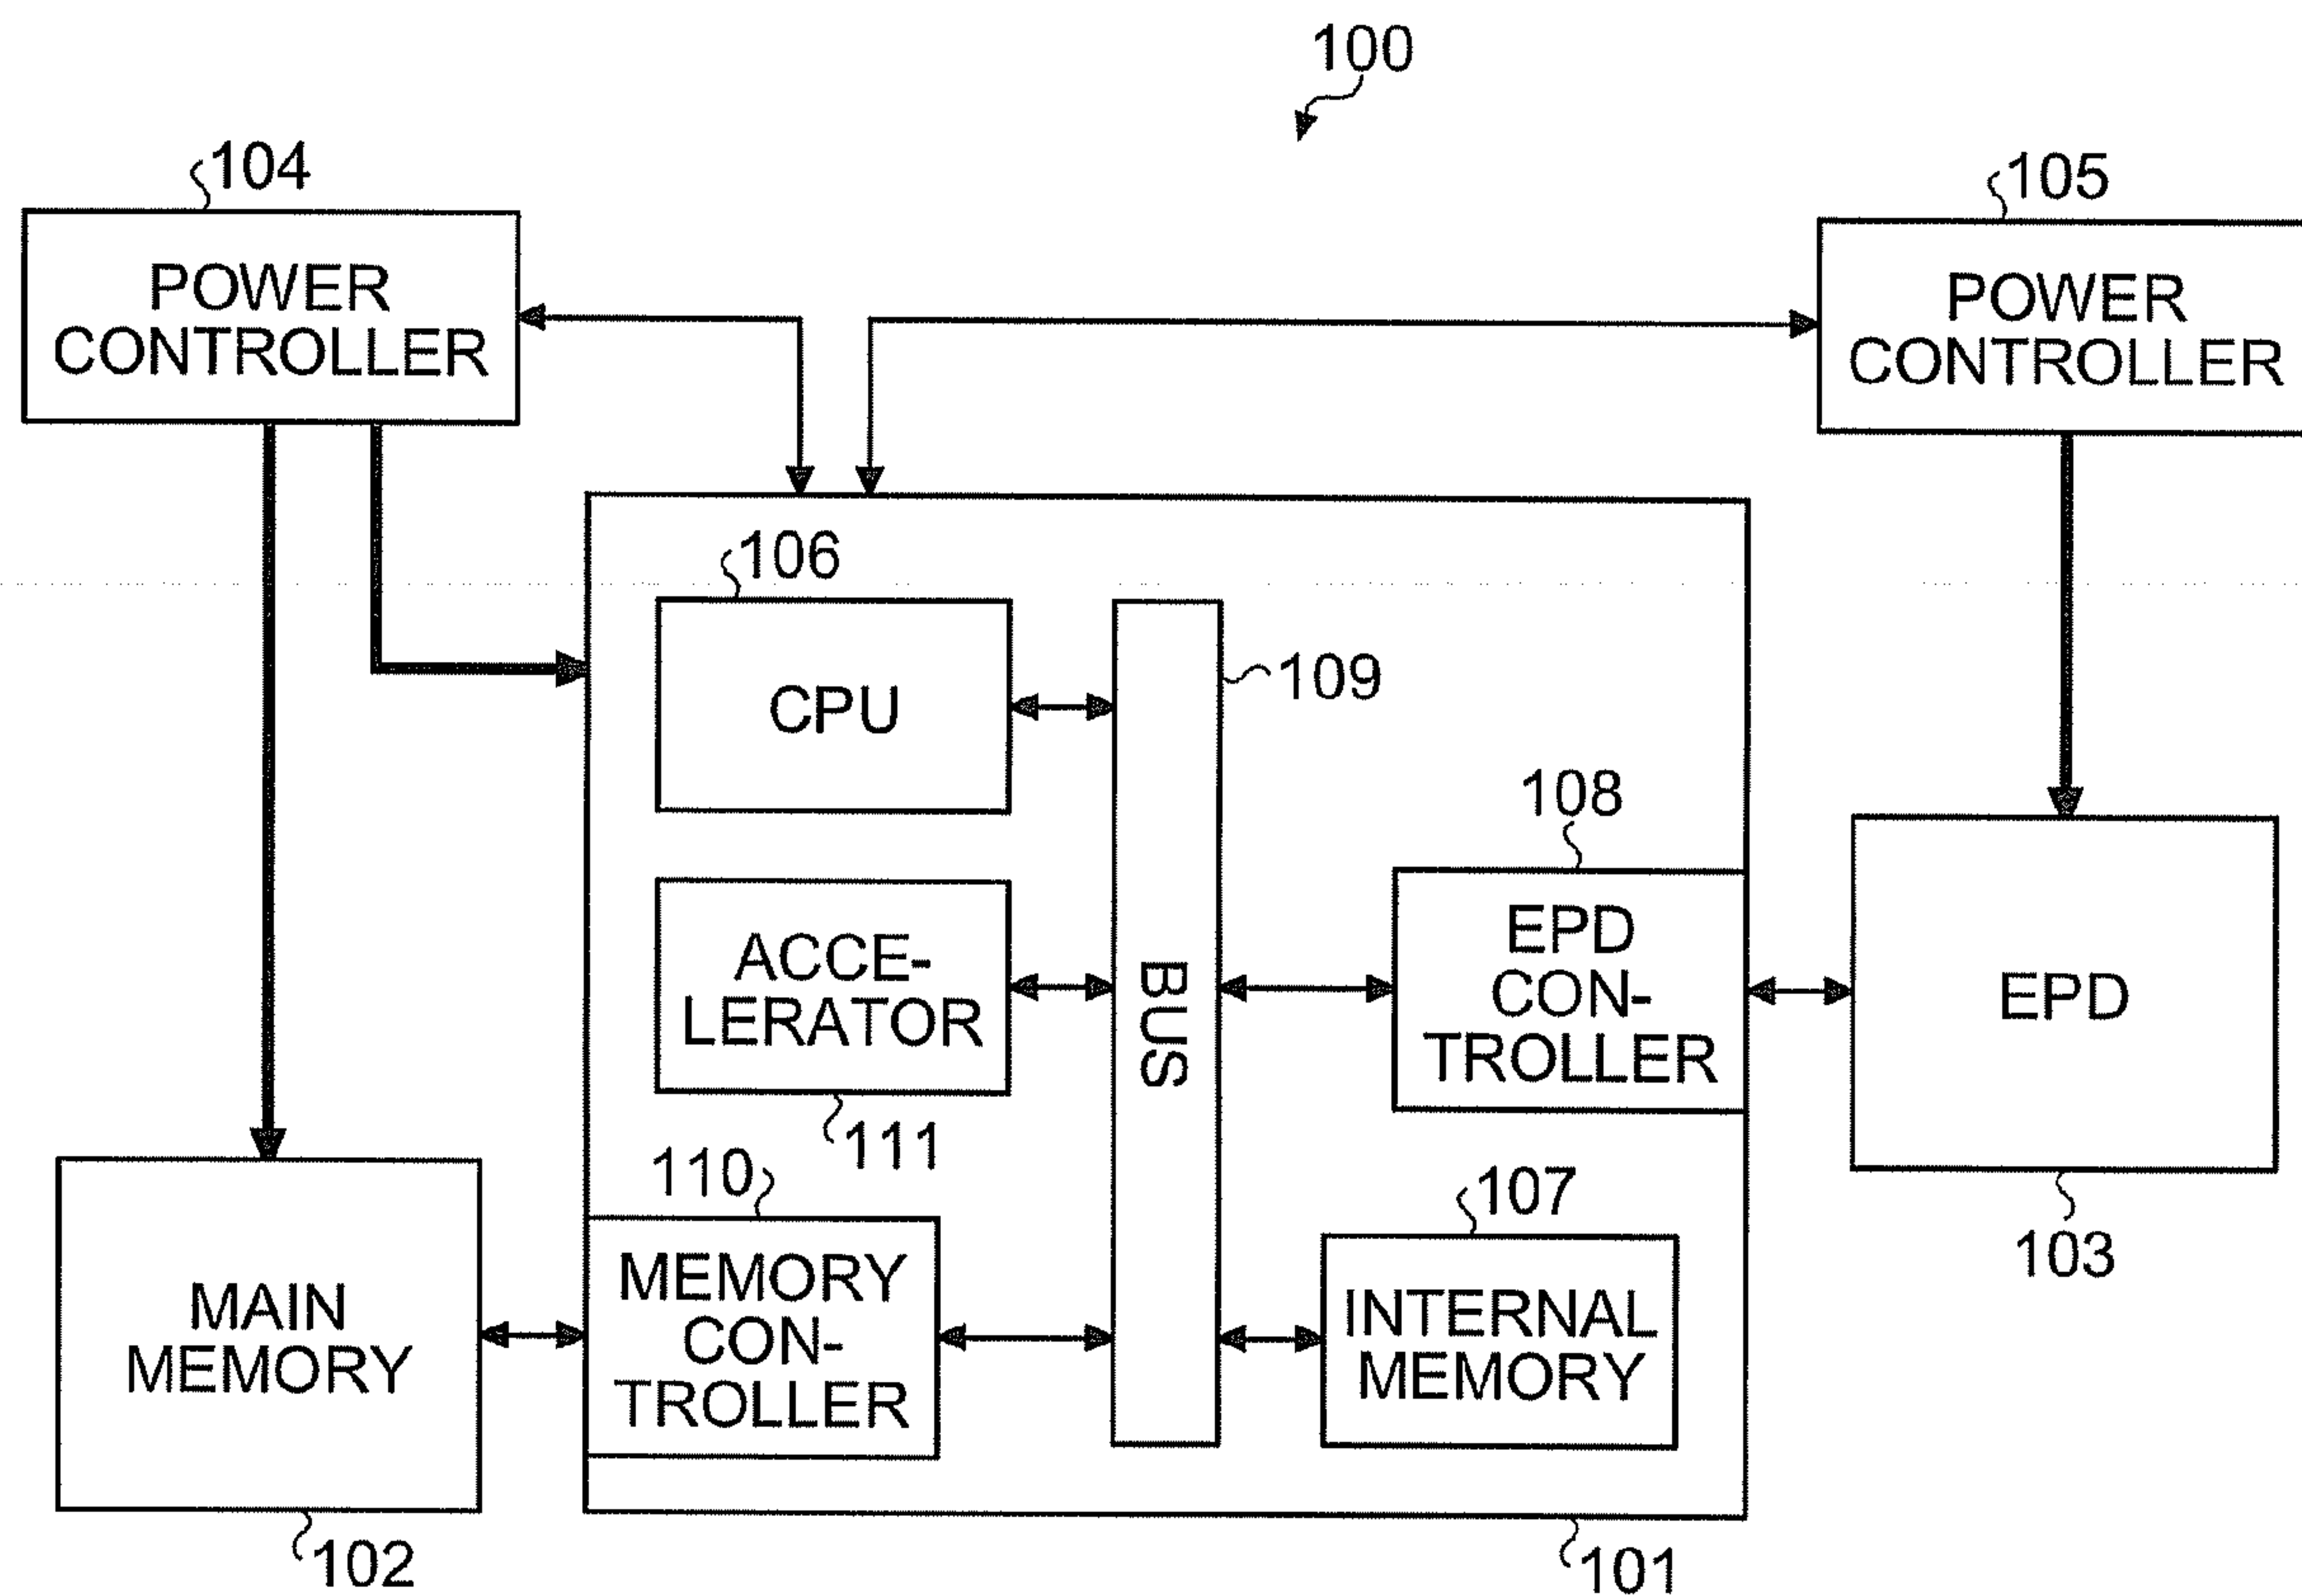 100
104
POWER
CONTROLLER
105
POWER
CONTROLLER
106
CPU
109
108
EPD
CON-
TROLLER
ACCE-
LERATOR
111
BUS
EPD
103
110
MEMORY
CON-
TROLLER
107
INTERNAL
MEMORY
MAIN
MEMORY
102
101